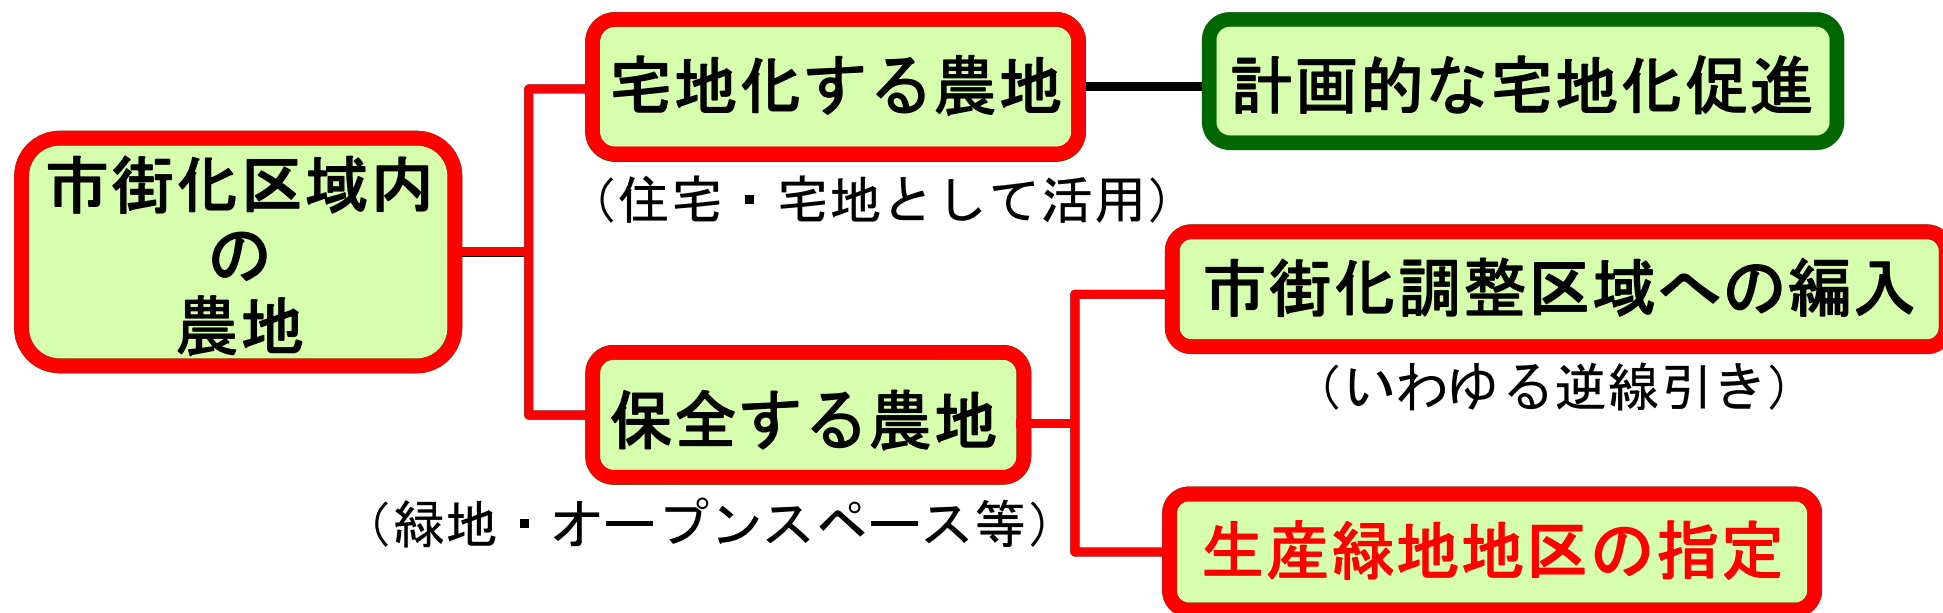 市街化区域内
の
農地
宅地化する農地
（住宅・宅地として活用）
計画的な宅地化促進
保全する農地
（緑地・オープンスペース等）
市街化調整区域への編入
（いわゆる逆線引き）
生産緑地地区の指定